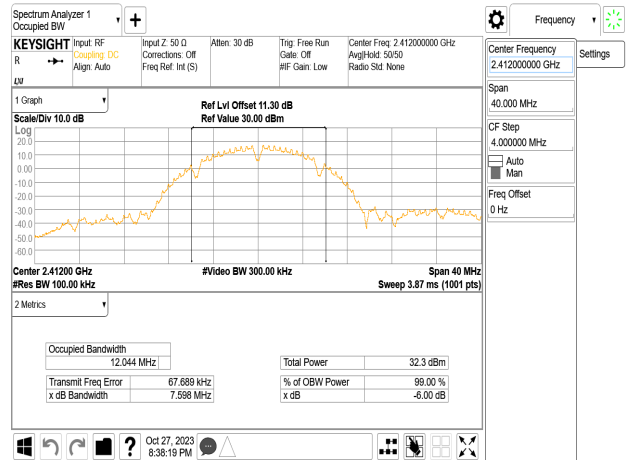 Spectrum Analyzer 1
Occupied BW
Frequency
KEYSIGHT
R
Input: RF
Coupling: DC
Align: Auto
Input Z: 50 Ω
Corrections: Off
Freq Ref: Int (S)
Atten: 30 dB
Trig: Free Run
Gate: Off
#IF Gain: Low
Center Freq: 2.412000000 GHz
Avg|Hold: 50/50
Radio Std: None
Center Frequency
2.412000000 GHz
Settings
Span
40.000 MHz
CF Step
4.000000 MHz
Auto
Man
Freq Offset
0 Hz
1 Graph
Scale/Div 10.0 dB
Ref Lvl Offset 11.30 dB
Ref Value 30.00 dBm
Log
20.0
10.0
0.00
-10.0
-20.0
-30.0
-40.0
-50.0
-60.0
Center 2.41200 GHz
#Res BW 100.00 kHz
#Video BW 300.00 kHz
Span 40 MHz
Sweep 3.87 ms (1001 pts)
2 Metrics
Occupied Bandwidth
12.044 MHz
Transmit Freq Error 67.689 kHz
x dB Bandwidth 7.598 MHz
Total Power 32.3 dBm
% of OBW Power 99.00 %
x dB -6.00 dB
?
Oct 27, 2023
8:38:19 PM